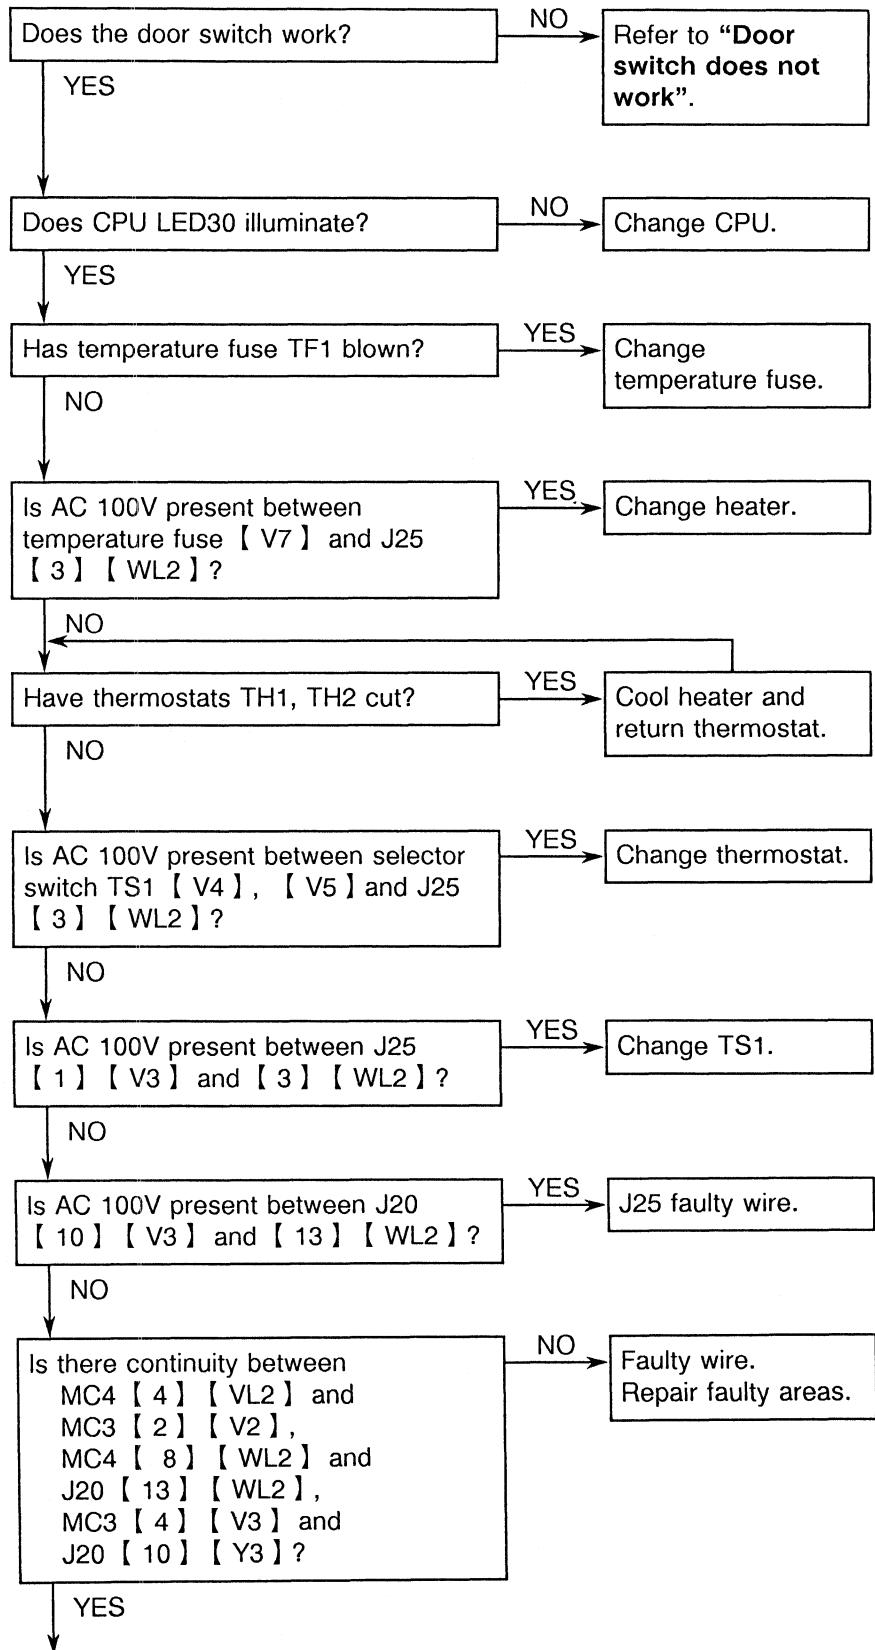 Does the door switch work?
NO
Refer to “Door
switch does not
work”.
YES
Does CPU LED30 illuminate?
NO
Change CPU.
YES
Has temperature fuse TF1 blown?
YES
Change
temperature fuse.
NO
Is AC 100V present between
temperature fuse 【 V7 】 and J25
【 3 】 【 WL2 】 ?
YES
Change heater.
NO
Have thermostats TH1, TH2 cut?
YES
Cool heater and
return thermostat.
NO
Is AC 100V present between selector
switch TS1 【 V4 】 , 【 V5 】 and J25
【 3 】 【 WL2 】 ?
YES
Change thermostat.
NO
Is AC 100V present between J25
【 1 】 【 V3 】 and 【 3 】 【 WL2 】 ?
YES
Change TS1.
NO
Is AC 100V present between J20
【 10 】 【 V3 】 and 【 13 】 【 WL2 】 ?
YES
J25 faulty wire.
NO
Is there continuity between
MC4 【 4 】 【 VL2 】 and
MC3 【 2 】 【 V2 】 ,
MC4 【 8 】 【 WL2 】 and
J20 【 13 】 【 WL2 】 ,
MC3 【 4 】 【 V3 】 and
J20 【 10 】 【 Y3 】 ?
NO
Faulty wire.
Repair faulty areas.
YES